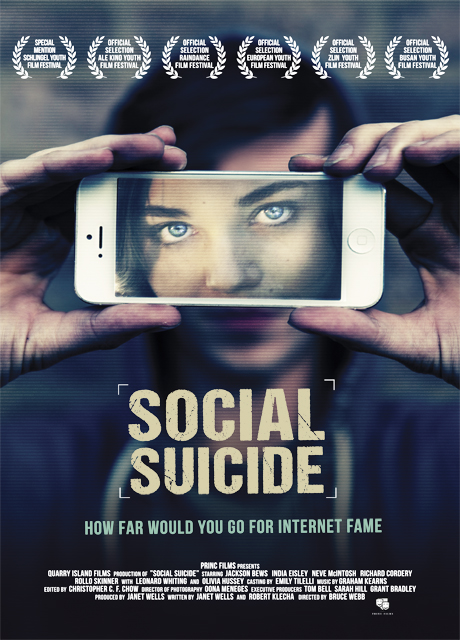 SPECIAL
MENTION
SCHLINGEL YOUTH
FILM FESTIVAL
OFFICIAL
SELECTION
ALE KINO YOUTH
FILM FESTIVAL
OFFICIAL
SELECTION
RAINDANCE
FILM FESTIVAL
OFFICIAL
SELECTION
EUROPEAN YOUTH
FILM FESTIVAL
OFFICIAL
SELECTION
ZLIN YOUTH
FILM FESTIVAL
OFFICIAL
SELECTION
BUSAN YOUTH
FILM FESTIVAL
SOCIAL
SUICIDE
HOW FAR WOULD YOU GO FOR INTERNET FAME
PRINC FILMS PRESENTS
QUARRY ISLAND FILMS PRODUCTION OF "SOCIAL SUICIDE" STARRING JACKSON BEWS INDIA EISLEY NEVE McINTOSH RICHARD CORDERY
ROLLO SKINNER WITH LEONARD WHITING AND OLIVIA HUSSEY CASTING BY EMILY TILELLI MUSIC BY GRAHAM KEARNS
EDITED BY CHRISTOPHER C. F. CHOW DIRECTOR OF PHOTOGRAPHY OONA MENEGES EXECUTIVE PRODUCERS TOM BELL SARAH HILL GRANT BRADLEY
PRODUCED BY JANET WELLS WRITTEN BY JANET WELLS AND ROBERT KLECHA DIRECTED BY BRUCE WEBB
PRINC FILMS